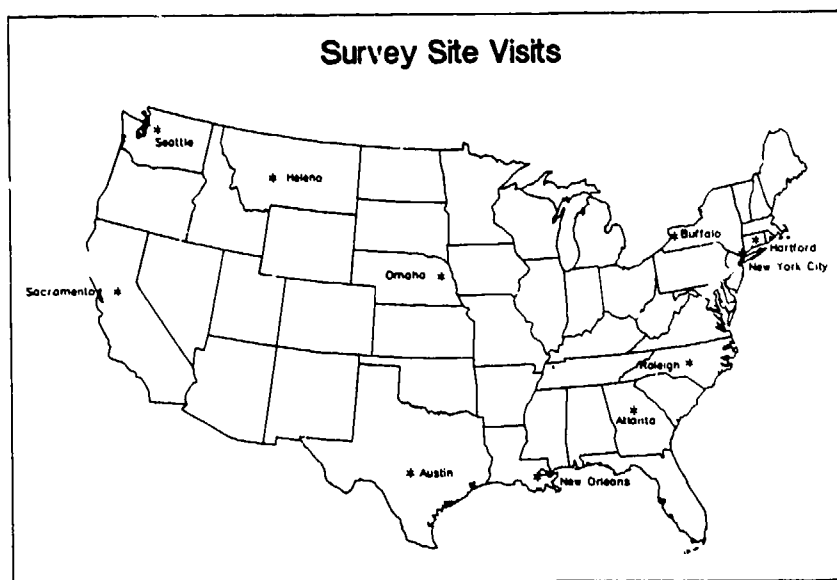 Survey Site Visits
* Seattle
* Helena
* Buffalo
* Hartford
* New York City
Omaha *
Sacramento *
Raleigh *
* Atlanta
* Austin
* New Orleans